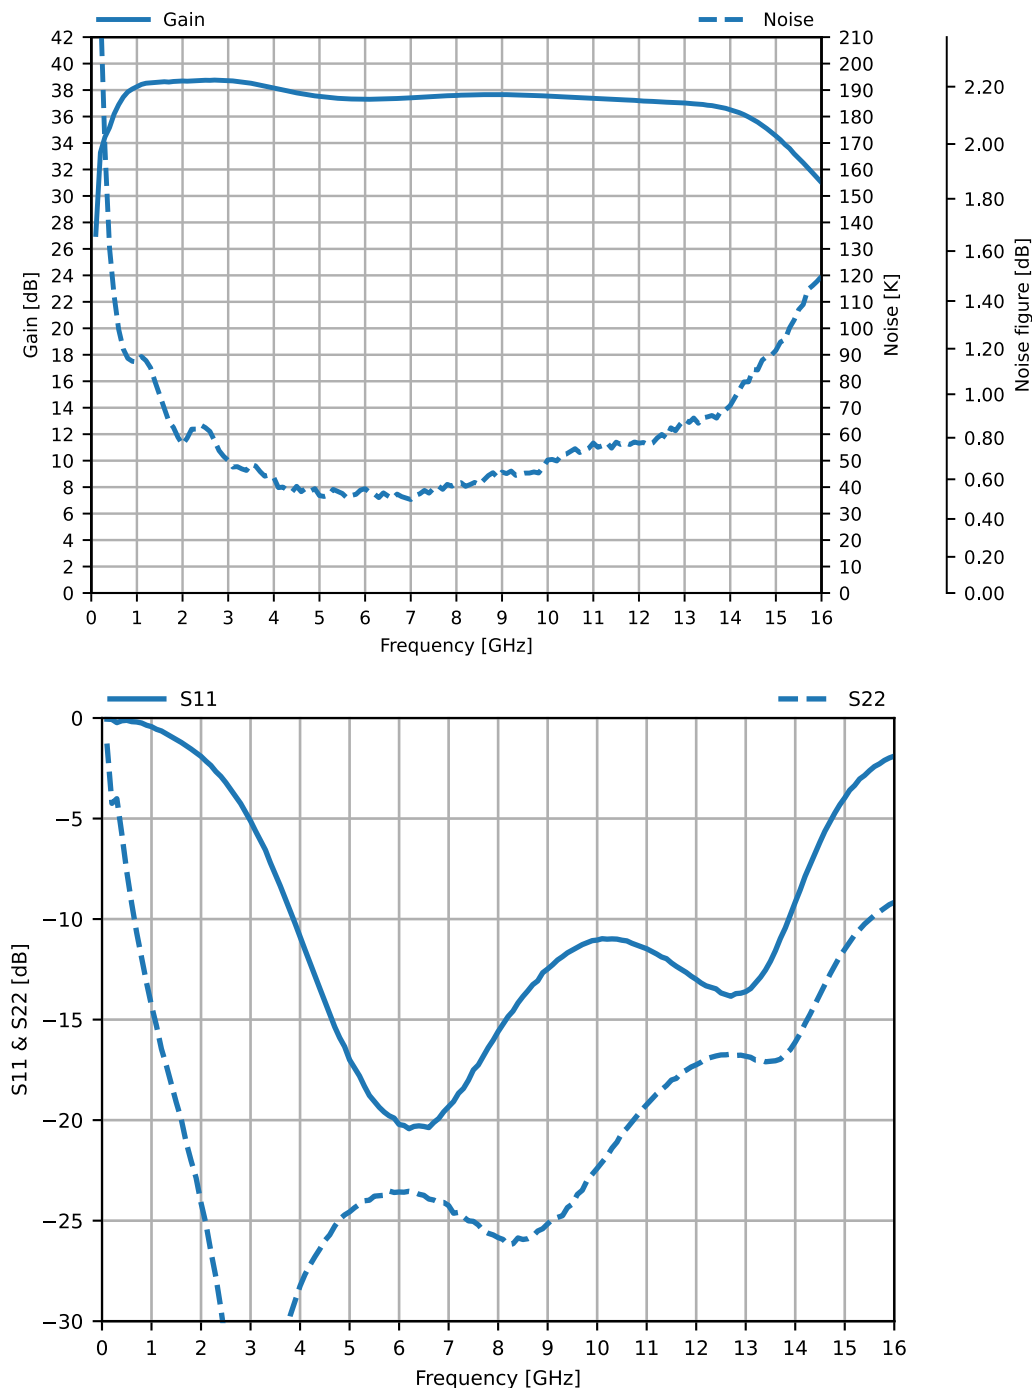 Gain Noise
42 210
40 200
38 190 2.20
36 180
34 170 2.00
32 160
30 150 1.80
28 140
26 130 1.60
24 120
22 110 1.40
20 100
18 90 1.20
16 80 1.00
14 70
12 60 0.80
10 50
8 40 0.60
6 30 0.40
4 20
2 10 0.20
0 0 0.00
Gain [dB]
Noise [K]
Noise figure [dB]
0 1 2 3 4 5 6 7 8 9 10 11 12 13 14 15 16
Frequency [GHz]
S11 S22
0
−5
−10
−15
−20
−25
−30
S11 & S22 [dB]
0 1 2 3 4 5 6 7 8 9 10 11 12 13 14 15 16
Frequency [GHz]